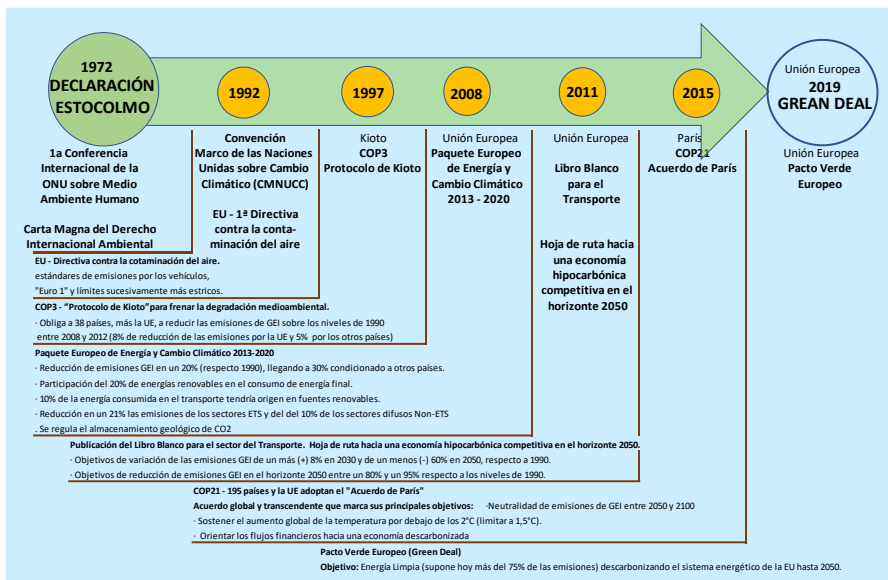 1972
DECLARACIÓN
ESTOCOLMO
1992
1997
2008
2011
2015
Unión Europea
2019
GREAN DEAL
1a Conferencia
Internacional de la
ONU sobre Medio
Ambiente Humano
Carta Magna del Derecho
Internacional Ambiental
Convención
Marco de las Naciones
Unidas sobre Cambio
Climático (CMNUCC)
EU - 1ª Directiva
contra la conta-
minación del aire
Kioto
COP3
Protocolo de Kioto
Unión Europea
Paquete Europeo
de Energía y
Cambio Climático
2013 - 2020
Unión Europea
Libro Blanco
para el
Transporte
Hoja de ruta hacia
una economía
hipocarbónica
competitiva en el
horizonte 2050
París
COP21
Acuerdo de París
Unión Europea
Pacto Verde
Europeo
EU - Directiva contra la cotaminación del aire.
estándares de emisiones por los vehículos,
"Euro 1" y límites sucesivamente más estricos.
COP3 - “Protocolo de Kioto”para frenar la degradación medioambiental.
· Obliga a 38 países, más la UE, a reducir las emisiones de GEI sobre los niveles de 1990
entre 2008 y 2012 (8% de reducción de las emisiones por la UE y 5% por los otros países)
Paquete Europeo de Energía y Cambio Climático 2013-2020
· Reducción de emisiones GEI en un 20% (respecto 1990), llegando a 30% condicionado a otros países.
· Participación del 20% de energías renovables en el consumo de energía final.
· 10% de la energía consumida en el transporte tendría origen en fuentes renovables.
· Reducción en un 21% las emisiones de los sectores ETS y del del 10% de los sectores difusos Non-ETS
. Se regula el almacenamiento geológico de CO2
Publicación del Libro Blanco para el sector del Transporte. Hoja de ruta hacia una economía hipocarbónica competitiva en el horizonte 2050.
· Objetivos de variación de las emisiones GEI de un más (+) 8% en 2030 y de un menos (-) 60% en 2050, respecto a 1990.
· Objetivos de reducción de emisiones GEI en el horizonte 2050 entre un 80% y un 95% respecto a los niveles de 1990.
COP21 - 195 países y la UE adoptan el "Acuerdo de París"
Acuerdo global y transcendente que marca sus principales objetivos: ·Neutralidad de emisiones de GEI entre 2050 y 2100
· Sostener el aumento global de la temperatura por debajo de los 2°C (limitar a 1,5°C).
· Orientar los flujos financieros hacia una economía descarbonizada
Pacto Verde Europeo (Green Deal)
Objetivo: Energía Limpia (supone hoy más del 75% de las emisiones) descarbonizando el sistema energético de la EU hasta 2050.